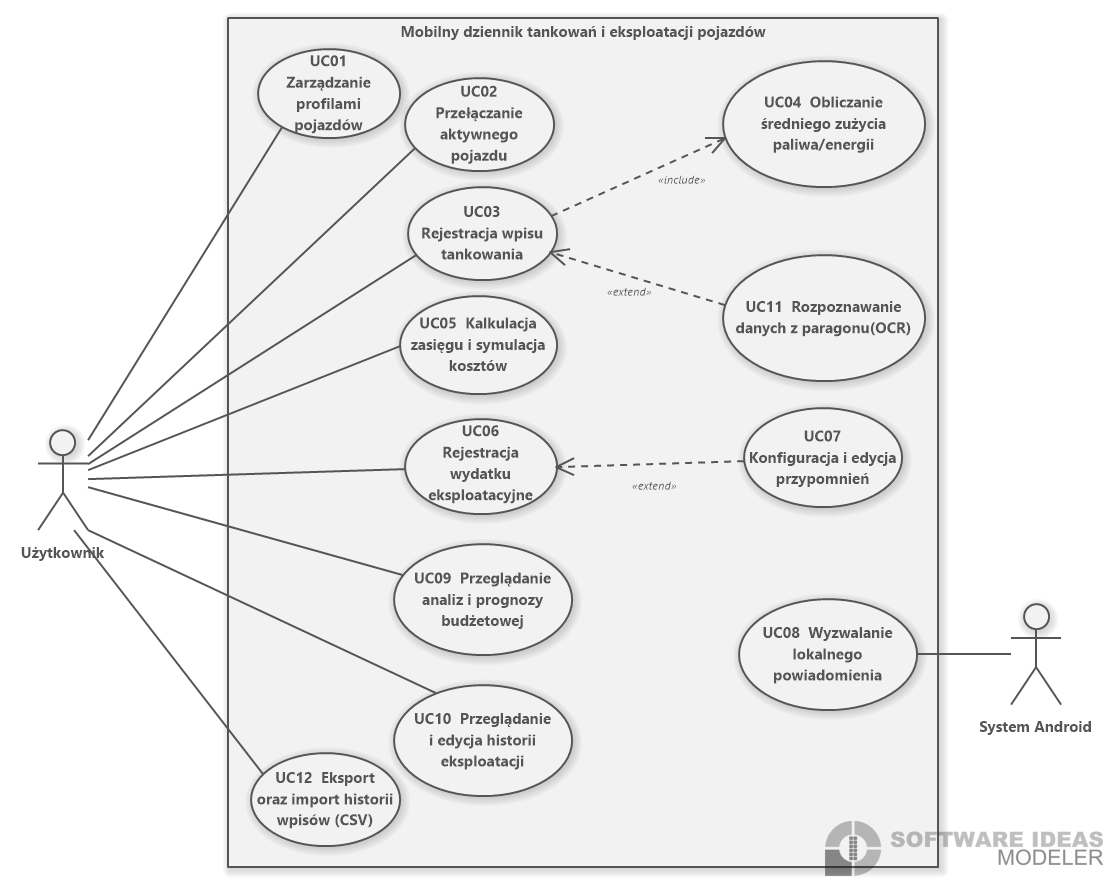 Mobilny dziennik tankowań i eksploatacji pojazdów
UC01
Zarządzanie
profilami
pojazdów
UC02
Przełączanie
aktywnego
pojazdu
UC04 Obliczanie
średniego zużycia
paliwa/energii
«include»
UC03
Rejestracja wpisu
tankowania
«extend»
UC11 Rozpoznawanie
danych z paragonu(OCR)
UC05 Kalkulacja
zasięgu i symulacja
kosztów
UC06
Rejestracja
wydatku
eksploatacyjne
«extend»
UC07
Konfiguracja i edycja
przypomnień
Użytkownik
UC09 Przeglądanie
analiz i prognozy
budżetowej
UC08 Wyzwalanie
lokalnego
powiadomienia
System Android
UC10 Przeglądanie
i edycja historii
eksploatacji
UC12 Eksport
oraz import historii
wpisów (CSV)
SOFTWARE IDEAS
MODELER